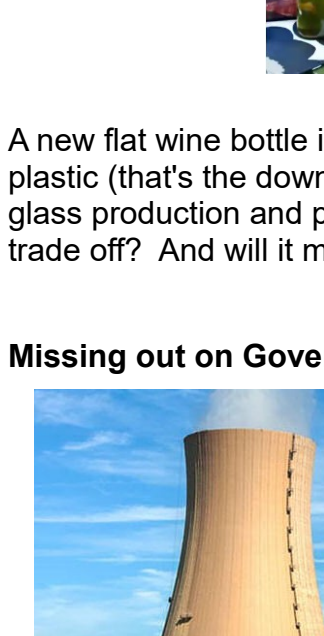 A new flat wine bottle i
plastic (that's the down
glass production and p
trade off?  And will it m
Missing out on Gove